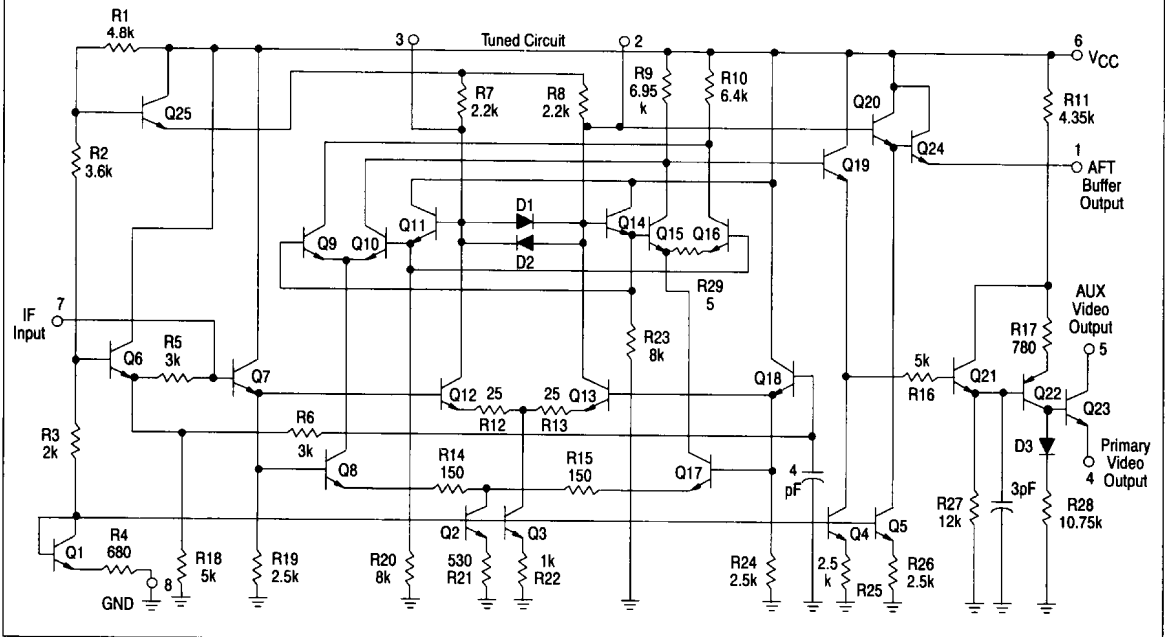 R1
4.8k
3
Tuned Circuit
2
6
VCC
R9
6.95
k
R10
6.4k
R7
2.2k
R8
2.2k
Q25
Q20
R11
4.35k
R2
3.6k
Q19
Q24
1
AFT
Buffer
Output
D1
Q11
Q14
Q9
Q10
Q15
Q16
D2
R29
5
7
IF
Input
AUX
Video
Output
R23
8k
R17
780
5
R5
3k
Q6
Q7
Q18
5k
R16
Q21
Q12
25
R12
25
R13
Q13
Q22
Q23
R6
3k
R3
2k
R14
150
R15
150
D3
Primary
Video
Output
4
Q8
Q17
4
pF
R4
680
3pF
Q1
Q2
Q3
Q4
Q5
R27
12k
R28
10.75k
8
GND
R18
5k
R19
2.5k
R20
8k
530
R21
1k
R22
R24
2.5k
2.5
k
R25
R26
2.5k